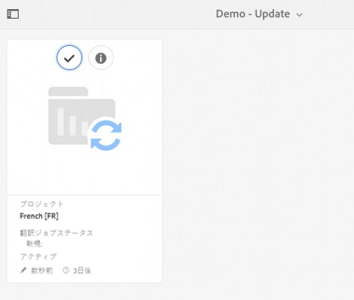 Demo - Update
プロジェクト
French [FR]
翻訳ジョブステータス
新規:
アクティブ
数秒前 3日後